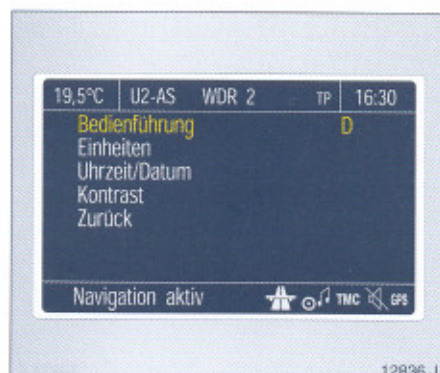 19,5°C U2-AS WDR 2 TP 16:30
Bedienführung D
Einheiten
Uhrzeit/Datum
Kontrast
Zurück
Navigation aktiv TMC GPS
12836 J